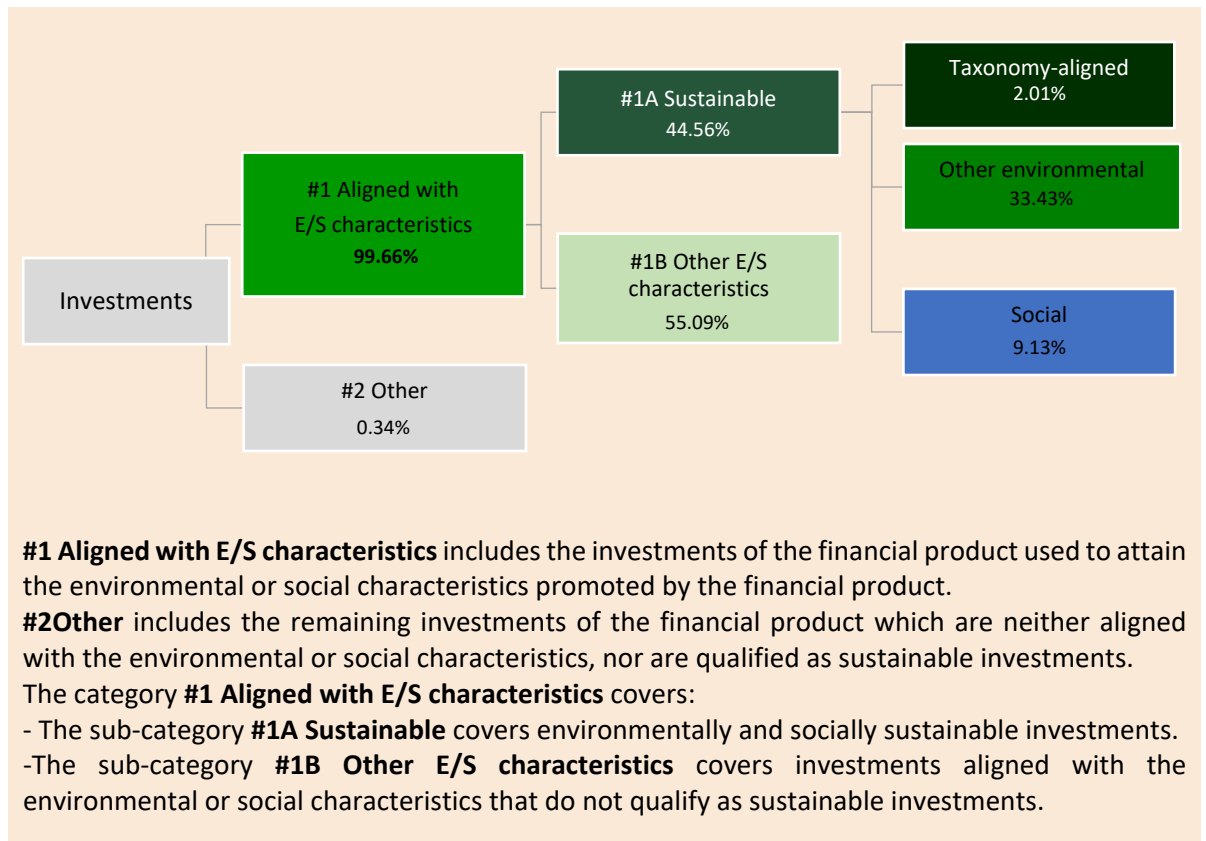 Investments
#1 Aligned with
E/S characteristics
99.66%
#2 Other
0.34%
#1A Sustainable
44.56%
#1B Other E/S
characteristics
55.09%
Taxonomy-aligned
2.01%
Other environmental
33.43%
Social
9.13%
#1 Aligned with E/S characteristics includes the investments of the financial product used to attain
the environmental or social characteristics promoted by the financial product.
#2Other includes the remaining investments of the financial product which are neither aligned
with the environmental or social characteristics, nor are qualified as sustainable investments.
The category #1 Aligned with E/S characteristics covers:
- The sub-category #1A Sustainable covers environmentally and socially sustainable investments.
-The sub-category #1B Other E/S characteristics covers investments aligned with the
environmental or social characteristics that do not qualify as sustainable investments.